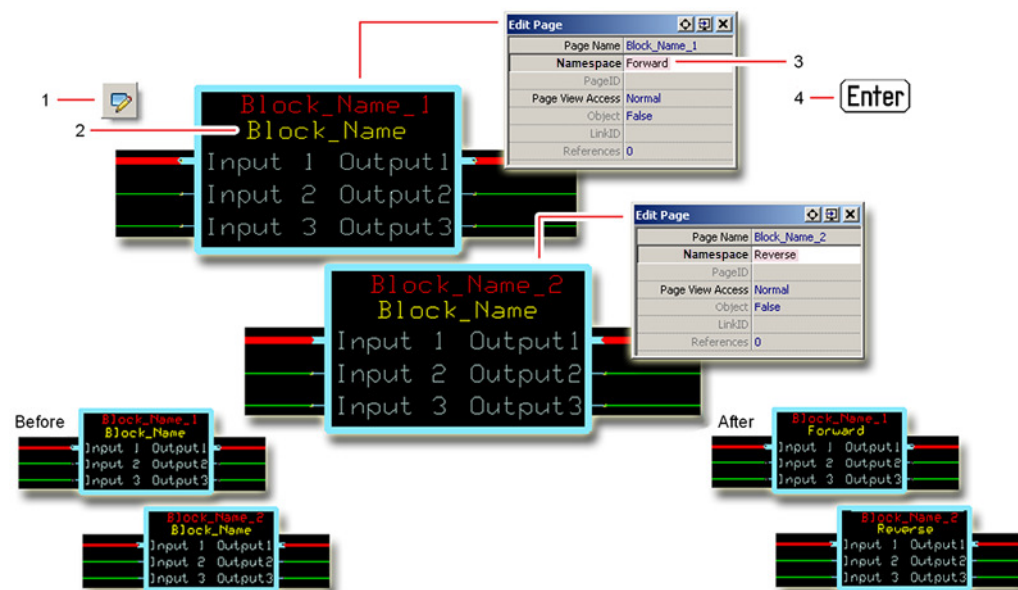 Edit Page
Page Name Block_Name_1
Namespace Forward
PageID
Page View Access Normal
Object False
LinkID
References 0
1
2
3
4
Enter
Block_Name_1
Block_Name
Input 1 Output1
Input 2 Output2
Input 3 Output3
Edit Page
Page Name Block_Name_2
Namespace Reverse
PageID
Page View Access Normal
Object False
LinkID
References 0
Block_Name_2
Block_Name
Input 1 Output1
Input 2 Output2
Input 3 Output3
Before
Block_Name_1
Block_Name
Input 1 Output1
Input 2 Output2
Input 3 Output3
Block_Name_2
Block_Name
Input 1 Output1
Input 2 Output2
Input 3 Output3
After
Block_Name_1
Forward
Input 1 Output1
Input 2 Output2
Input 3 Output3
Block_Name_2
Reverse
Input 1 Output1
Input 2 Output2
Input 3 Output3